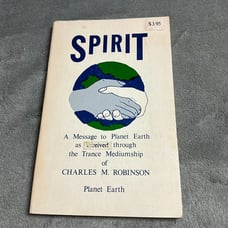 $3.95
SPIRIT
A Message to Planet Earth
as received through
the Trance Mediumship
of
CHARLES M. ROBINSON
Planet Earth